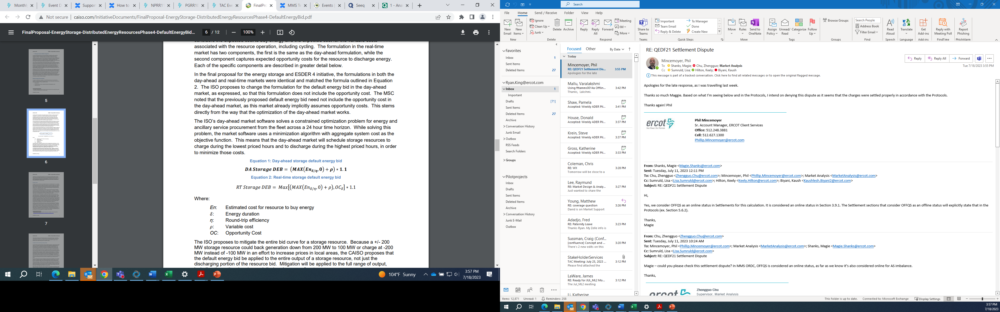 Monthly
Event D
Support
How to
NPRR11
PGRR10
TAC Eve
FinalPro
MMS Te
Events |
Seeq
1 - Ana
Not secure | caiso.com/InitiativeDocuments/FinalProposal-EnergyStorage-DistributedEnergyResourcesPhase4-DefaultEnergyBid.pdf
FinalProposal-EnergyStorage-DistributedEnergyResourcesPhase4-DefaultEnergyBid...
6 / 12
100%
5
6
7
associated with the resource operation, including cycling. The formulation in the real-time
market has two components, the first is the same as the day-ahead formulation, while the
second component captures expected opportunity costs for the resource to discharge energy.
Each of the specific components are described in greater detail below.
In the final proposal for the energy storage and ESDER 4 initiative, the formulations in both the
day-ahead and real-time markets were identical and matched the formula outlined in Equation
2. The ISO proposes to change the formulation for the default energy bid in the day-ahead
market, as expressed, so that this formulation does not include the opportunity cost. The MSC
noted that the previously proposed default energy bid need not include the opportunity cost in
the day-ahead market, as this market already implicitly assumes opportunity costs. This stems
directly from the way that the optimization of the day-ahead market works.
The ISO's day-ahead market software solves a constrained optimization problem for energy and
ancillary service procurement from the fleet across a 24 hour time horizon. While solving this
problem, the market software uses a minimization algorithm with aggregate system cost as the
objective function. This means that the day-ahead market will schedule storage resources to
charge during the lowest priced hours and to discharge during the highest priced hours, in order
to minimize those costs.
Equation 1: Day-ahead storage default energy bid
DA Storage DEB = (MAX(Enδ/η, 0) + ρ) * 1.1
Equation 2: Real-time storage default energy bid
RT Storage DEB = Max[(MAX(Enδ/η, 0) + ρ), OCδ] * 1.1
Where:
En: Estimated cost for resource to buy energy
δ: Energy duration
η: Round-trip efficiency
ρ: Variable cost
OC: Opportunity Cost
The ISO proposes to mitigate the entire bid curve for a storage resource. Because a +/- 200
MW storage resource could back generation down from 200 MW to 100 MW or charge at -200
MW instead of -100 MW in an effort to increase prices in local areas, the CAISO proposes that
the default energy bid be applied to the entire output of a storage resource, not just the
discharging portion of the resource bid. Mitigation will be applied to the full range of output,
104°F Sunny
3:57 PM
7/18/2023
Search
File
Home
Send / Receive
Folder
View
Help
New Email
New Items
Ignore
Clean Up
Junk
Delete
Archive
Reply
Reply All
Forward
Meeting
IM
More
Share to Teams
Important
Team Email
Reply & Delete
To Manager
Done
Create New
Move
Rules
Send to OneNote
Assign Policy
Unread/ Read
Categorize
Follow Up
Browse Groups
Search People
Address Book
Filter Email
Read Aloud
Translate
Get Add-ins
Reply with Meeting Poll
Report Phishing
New
Delete
Respond
Teams
Quick Steps
Move
Tags
Groups
Find
Speech
Language
Add-ins
FindTime
PhishAlarm
Favorites
Inbox 1
Sent Items
Deleted Items 27
Ryan.King@ercot.com
Inbox 1
Important
Drafts [71]
Sent Items
Deleted Items 27
Archive
Conversation History
Junk Email
Outbox
RSS Feeds
Search Folders
Groups
Pilotprojects
Inbox
Drafts
Sent Items
Deleted Items
Archive
Conversation History
Junk E-Mail
Outbox
Focused
Other
By Date
Today
Mincemoyer, Phil
RE: QEDF21 Settlement Dis... 3:55 PM
Apologies for the late
Mallu, Varalakshmi
Using fttamms0014a Offlin... 3:42 PM
Thanks, Lakshmi.
Shaw, Pamela
Accepted: Weekly ADER Pil... 3:41 PM
House, Donald
Accepted: Weekly ADER Pil... 3:37 PM
Krein, Steve
Accepted: Weekly ADER Pil... 3:37 PM
Gross, Katherine
Accepted: Weekly ADER Pil... 3:33 PM
Coleman, Chris
RE: WX 3:28 PM
Tomorrow will be close to a
Lee, Raymund
RE: Market Design & Analy... 3:27 PM
Just wanted to share the
Young, Matthew
RE: coverage question 3:26 PM
David is on Market Support
Adadjo, Fred
RE: Paternity Leave 3:23 PM
Thanks Ryan. My Zelle info is
Sussman, Craig (Conf...
[confluence] Concept and ... 3:20 PM
There's 2 new edits on this
StakeHolderServices
TAC Meeting: July 25, 2023 ... 3:12 PM
Please find attached the
LaWare, James
RE: Ready for JUL_ML2 Mo... 3:12 PM
The Jul_ML2 meeting
Li, Katherine
RE: QEDF21 Settlement Dispute
Mincemoyer, Phil
To Shanks, Magie; Chu, Zhengguo; Market Analysis
Cc Sumruld, Lisa; Hilton, Keely; Biyani, Kaush
Reply
Reply All
Forward
Tue 7/18/2023 3:55 PM
This message is part of a tracked conversation. Click here to find all related messages or to open the original flagged message.
Apologies for the late response, as I was travelling last week.
Thanks so much Maggie. Based on what I'm seeing below and in the Protocols, I intend on denying this dispute as it seems that the charges were settled properly in accordance with the Protocols.
Thanks again! Phil
ercot
Your Power. Our Promise.
Phil Mincemoyer
Sr. Account Manager, ERCOT Client Services
Office: 512.248.3881
Cell: 512.627.1300
Phillip.Mincemoyer@ercot.com
From: Shanks, Magie <Magie.Shanks@ercot.com>
Sent: Tuesday, July 11, 2023 12:11 PM
To: Chu, Zhengguo <Zhengguo.Chu@ercot.com>; Mincemoyer, Phil <Phillip.Mincemoyer@ercot.com>; Market Analysis <MarketAnalysis@ercot.com>
Cc: Sumruld, Lisa <Lisa.Sumruld@ercot.com>; Hilton, Keely <Keely.Hilton@ercot.com>; Biyani, Kaush <Kaushlesh.Biyani2@ercot.com>
Subject: RE: QEDF21 Settlement Dispute
Hi,
Yes, we consider OFFQS as an online status in Settlements for this calculation. It is considered an online status in Section 3.9.1. The Settlement sections that consider OFFQS as an offline status will explicitly state that in the
Protocols (ex. Section 5.6.2).
Thanks,
Magie
From: Chu, Zhengguo <Zhengguo.Chu@ercot.com>
Sent: Tuesday, July 11, 2023 10:24 AM
To: Mincemoyer, Phil <Phillip.Mincemoyer@ercot.com>; Market Analysis <MarketAnalysis@ercot.com>; Shanks, Magie <Magie.Shanks@ercot.com>
Cc: Sumruld, Lisa <Lisa.Sumruld@ercot.com>
Subject: RE: QEDF21 Settlement Dispute
Magie – could you please check this settlement dispute? In MMS ORDC, OFFQS is considered an online status, as far as we know it's also considered online for AS imbalance.
Thanks,
ercot
Zhengguo Chu
Supervisor, Market Analysis
Items: 12,871
Unread: 1
Reminders: 258
This folder is up to date.
Connected to: Microsoft Exchange
Display Settings
3:57 PM
7/18/2023